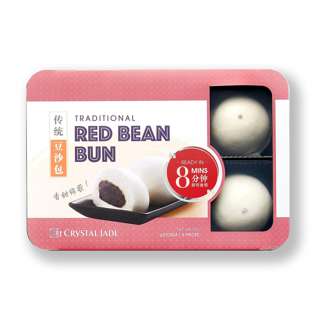 传统
豆沙包
TRADITIONAL
RED BEAN
BUN
READY IN
8 MINS
分钟
CRYSTAL JADE